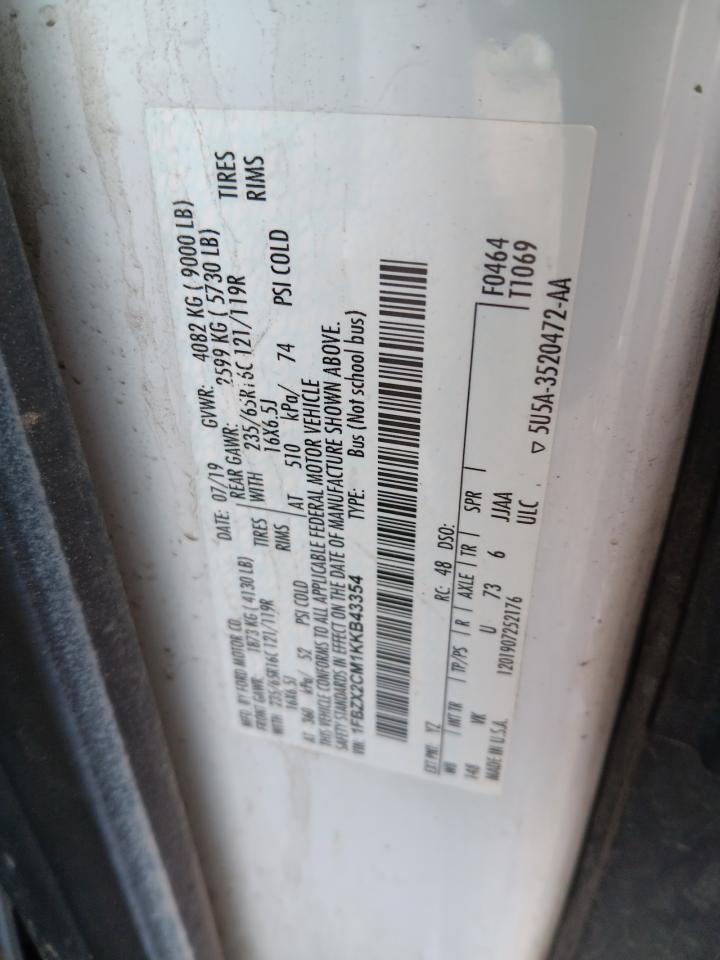 MFD. BY FORD MOTOR CO.
DATE: 07/19 GVWR: 4082 KG ( 9000 LB)
FRONT GAWR: 1873 KG ( 4130 LB) REAR GAWR: 2599 KG ( 5730 LB)
WITH 235/65R16C 121/119R TIRES WITH 235/65R16C 121/119R TIRES
16X6.5J RIMS 16X6.5J RIMS
AT 360 kPa/ 52 PSI COLD AT 510 kPa/ 74 PSI COLD
THIS VEHICLE CONFORMS TO ALL APPLICABLE FEDERAL MOTOR VEHICLE
SAFETY STANDARDS IN EFFECT ON THE DATE OF MANUFACTURE SHOWN ABOVE.
VIN: 1FBZX2CM1KKB43354 TYPE: Bus (Not school bus)
EXT PNT: YZ RC: 48 DSO:
WB INT TR TP/PS R AXLE TR SPR F0464
148 VK U 73 6 JJAA T1069
MADE IN U.S.A. 1201907252176 ULC
▽ 5U5A-3520472-AA